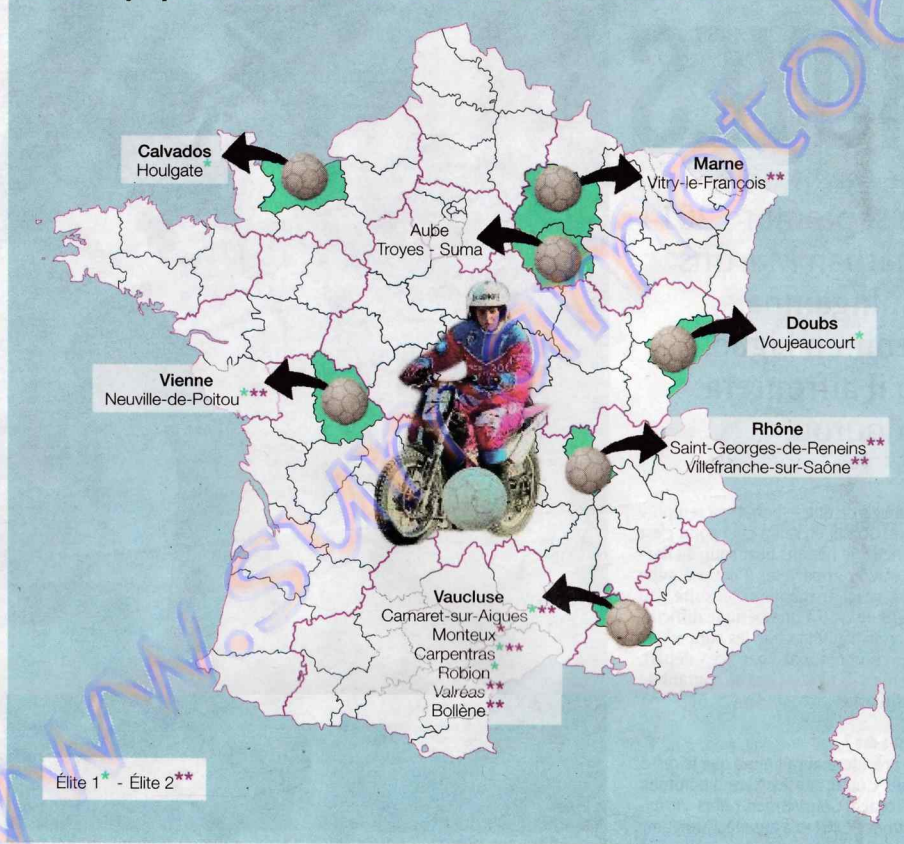 Calvados
Houlgate*
Marne
Vitry-le-François**
Aube
Troyes - Suma
Doubs
Voujeaucourt*
Vienne
Neuville-de-Poitou***
Rhône
Saint-Georges-de-Reneins**
Villefranche-sur-Saône**
Vaucluse
Camaret-sur-Aigues***
Monteux*
Carpentras***
Robion*
Valréas**
Bollène**
Élite 1* - Élite 2**